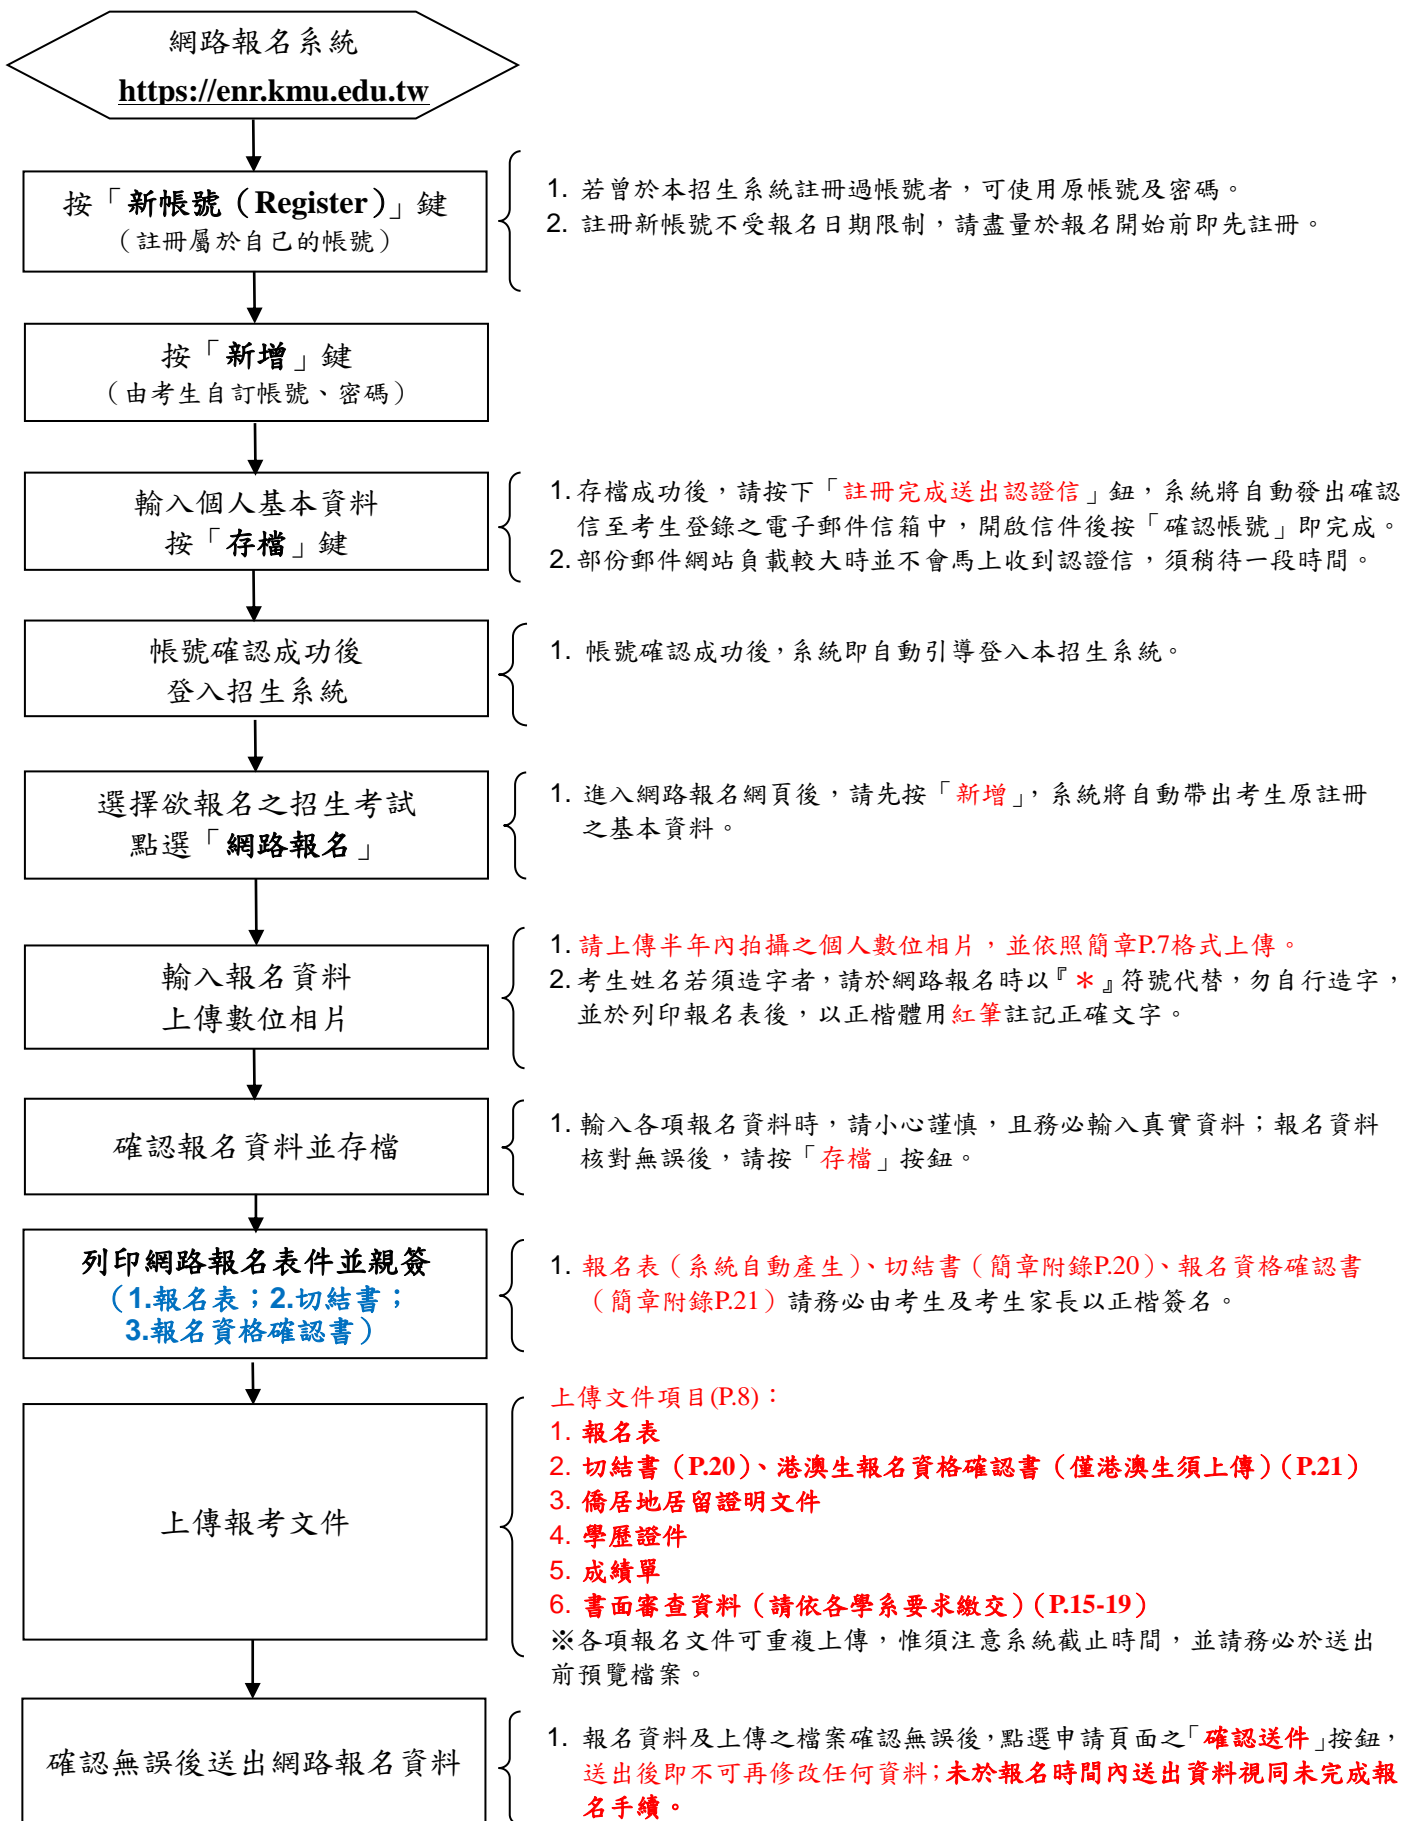 網路報名系統
https://enr.kmu.edu.tw
按「新帳號（Register）」鍵
（註冊屬於自己的帳號）
1. 若曾於本招生系統註冊過帳號者，可使用原帳號及密碼。
2. 註冊新帳號不受報名日期限制，請盡量於報名開始前即先註冊。
按「新增」鍵
（由考生自訂帳號、密碼）
輸入個人基本資料
按「存檔」鍵
1. 存檔成功後，請按下「註冊完成送出認證信」鈕，系統將自動發出確認
信至考生登錄之電子郵件信箱中，開啟信件後按「確認帳號」即完成。
2. 部份郵件網站負載較大時並不會馬上收到認證信，須稍待一段時間。
帳號確認成功後
登入招生系統
1. 帳號確認成功後，系統即自動引導登入本招生系統。
選擇欲報名之招生考試
點選「網路報名」
1. 進入網路報名網頁後，請先按「新增」，系統將自動帶出考生原註冊
之基本資料。
輸入報名資料
上傳數位相片
1. 請上傳半年內拍攝之個人數位相片，並依照簡章P.7格式上傳。
2. 考生姓名若須造字者，請於網路報名時以『＊』符號代替，勿自行造字，
並於列印報名表後，以正楷體用紅筆註記正確文字。
確認報名資料並存檔
1. 輸入各項報名資料時，請小心謹慎，且務必輸入真實資料；報名資料
核對無誤後，請按「存檔」按鈕。
列印網路報名表件並親簽
（1.報名表；2.切結書；
3.報名資格確認書）
1. 報名表（系統自動產生）、切結書（簡章附錄P.20）、報名資格確認書
（簡章附錄P.21）請務必由考生及考生家長以正楷簽名。
上傳報考文件
上傳文件項目(P.8)：
1. 報名表
2. 切結書（P.20）、港澳生報名資格確認書（僅港澳生須上傳）（P.21）
3. 僑居地居留證明文件
4. 學歷證件
5. 成績單
6. 書面審查資料（請依各學系要求繳交）（P.15-19）
※各項報名文件可重複上傳，惟須注意系統截止時間，並請務必於送出
前預覽檔案。
確認無誤後送出網路報名資料
1. 報名資料及上傳之檔案確認無誤後，點選申請頁面之「確認送件」按鈕，
送出後即不可再修改任何資料；未於報名時間內送出資料視同未完成報
名手續。